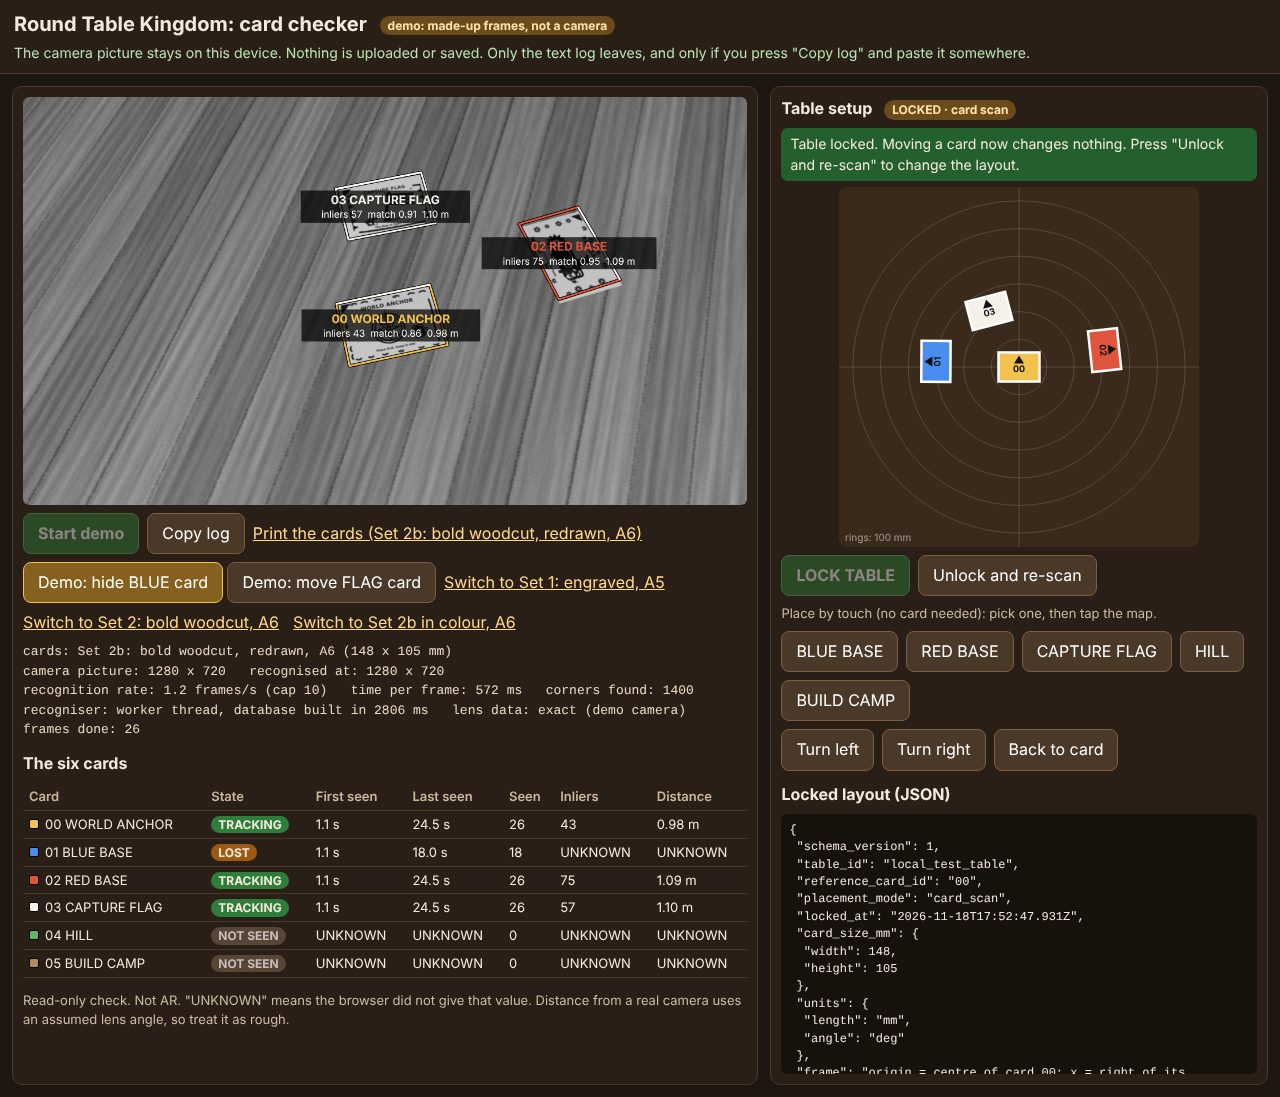 Round Table Kingdom: card checker demo: made-up frames, not a camera
The camera picture stays on this device. Nothing is uploaded or saved. Only the text log leaves, and only if you press "Copy log" and paste it somewhere.
CAPTURE FLAG
03 CAPTURE FLAG
inliers 57 match 0.91 1.10 m
02 RED BASE
inliers 75 match 0.95 1.09 m
WORLD ANCHOR
00 WORLD ANCHOR
inliers 43 match 0.86 0.98 m
Start demo Copy log Print the cards (Set 2b: bold woodcut, redrawn, A6)
Demo: hide BLUE card Demo: move FLAG card Switch to Set 1: engraved, A5
Switch to Set 2: bold woodcut, A6 Switch to Set 2b in colour, A6
cards: Set 2b: bold woodcut, redrawn, A6 (148 x 105 mm)
camera picture: 1280 x 720 recognised at: 1280 x 720
recognition rate: 1.2 frames/s (cap 10) time per frame: 572 ms corners found: 1400
recogniser: worker thread, database built in 2806 ms lens data: exact (demo camera)
frames done: 26
The six cards
Card State First seen Last seen Seen Inliers Distance
00 WORLD ANCHOR TRACKING 1.1 s 24.5 s 26 43 0.98 m
01 BLUE BASE LOST 1.1 s 18.0 s 18 UNKNOWN UNKNOWN
02 RED BASE TRACKING 1.1 s 24.5 s 26 75 1.09 m
03 CAPTURE FLAG TRACKING 1.1 s 24.5 s 26 57 1.10 m
04 HILL NOT SEEN UNKNOWN UNKNOWN 0 UNKNOWN UNKNOWN
05 BUILD CAMP NOT SEEN UNKNOWN UNKNOWN 0 UNKNOWN UNKNOWN
Read-only check. Not AR. "UNKNOWN" means the browser did not give that value. Distance from a real camera uses
an assumed lens angle, so treat it as rough.
Table setup LOCKED · card scan
Table locked. Moving a card now changes nothing. Press "Unlock
and re-scan" to change the layout.
03
01
00
02
rings: 100 mm
LOCK TABLE Unlock and re-scan
Place by touch (no card needed): pick one, then tap the map.
BLUE BASE RED BASE CAPTURE FLAG HILL
BUILD CAMP
Turn left Turn right Back to card
Locked layout (JSON)
{
"schema_version": 1,
"table_id": "local_test_table",
"reference_card_id": "00",
"placement_mode": "card_scan",
"locked_at": "2026-11-18T17:52:47.931Z",
"card_size_mm": {
"width": 148,
"height": 105
},
"units": {
"length": "mm",
"angle": "deg"
},
"frame": "origin = centre of card 00; x = right of its